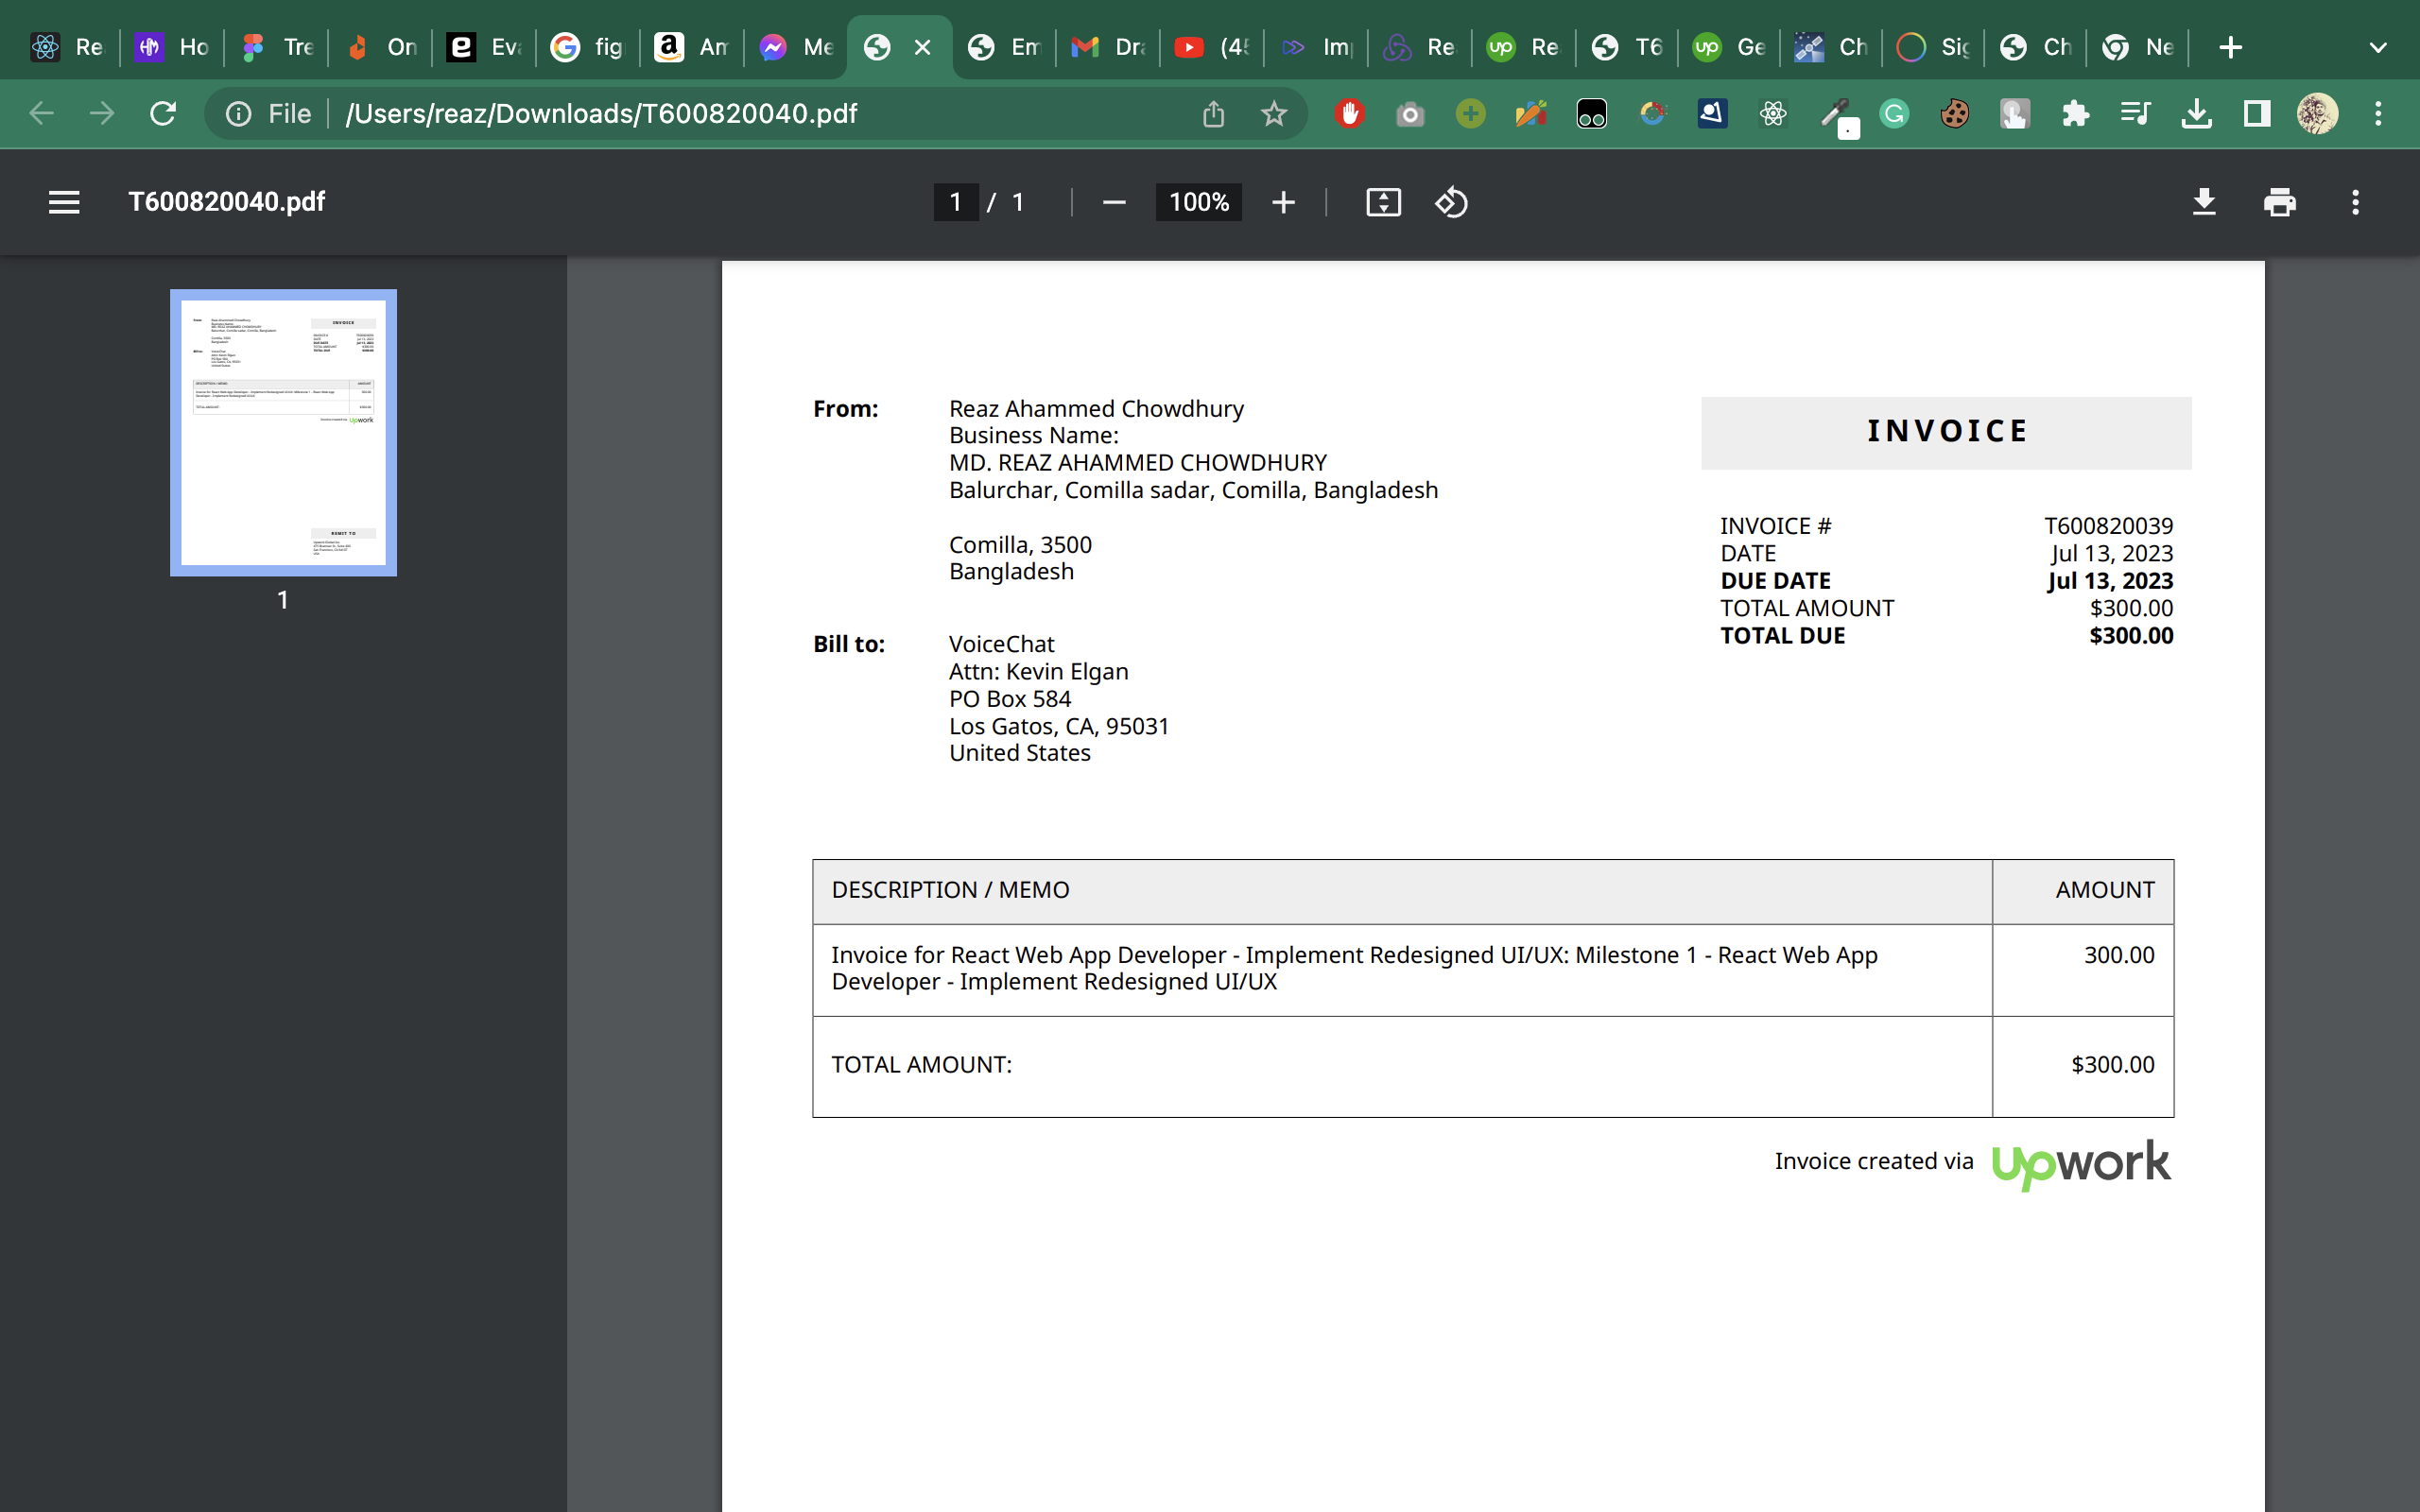 Re Ho Tre On Eva fig Am Me Em Dra (45 Im Re Re T6 Ge Ch Sig Ch Ne
File /Users/reaz/Downloads/T600820040.pdf
T600820040.pdf 1 / 1 100%
1
From: Reaz Ahammed Chowdhury
Business Name:
MD. REAZ AHAMMED CHOWDHURY
Balurchar, Comilla sadar, Comilla, Bangladesh
Comilla, 3500
Bangladesh
Bill to: VoiceChat
Attn: Kevin Elgan
PO Box 584
Los Gatos, CA, 95031
United States
INVOICE
INVOICE # T600820039
DATE Jul 13, 2023
DUE DATE Jul 13, 2023
TOTAL AMOUNT $300.00
TOTAL DUE $300.00
DESCRIPTION / MEMO AMOUNT
Invoice for React Web App Developer - Implement Redesigned UI/UX: Milestone 1 - React Web App 300.00
Developer - Implement Redesigned UI/UX
TOTAL AMOUNT: $300.00
Invoice created via upwork